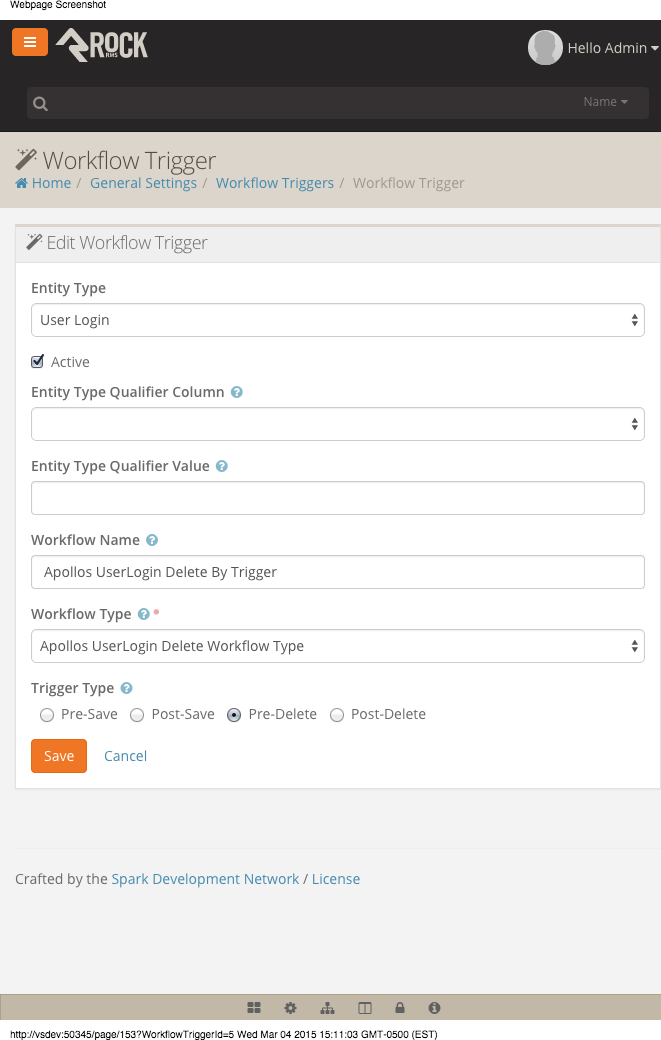 Webpage Screenshot
ROCK
RMS
Hello Admin
Name
Workflow Trigger
Home / General Settings / Workflow Triggers / Workflow Trigger
Edit Workflow Trigger
Entity Type
User Login
Active
Entity Type Qualifier Column ?
Entity Type Qualifier Value ?
Workflow Name ?
Apollos UserLogin Delete By Trigger
Workflow Type ?
Apollos UserLogin Delete Workflow Type
Trigger Type ?
Pre-Save Post-Save Pre-Delete Post-Delete
Save Cancel
Crafted by the Spark Development Network / License
http://vsdev:50345/page/153?WorkflowTriggerId=5 Wed Mar 04 2015 15:11:03 GMT-0500 (EST)